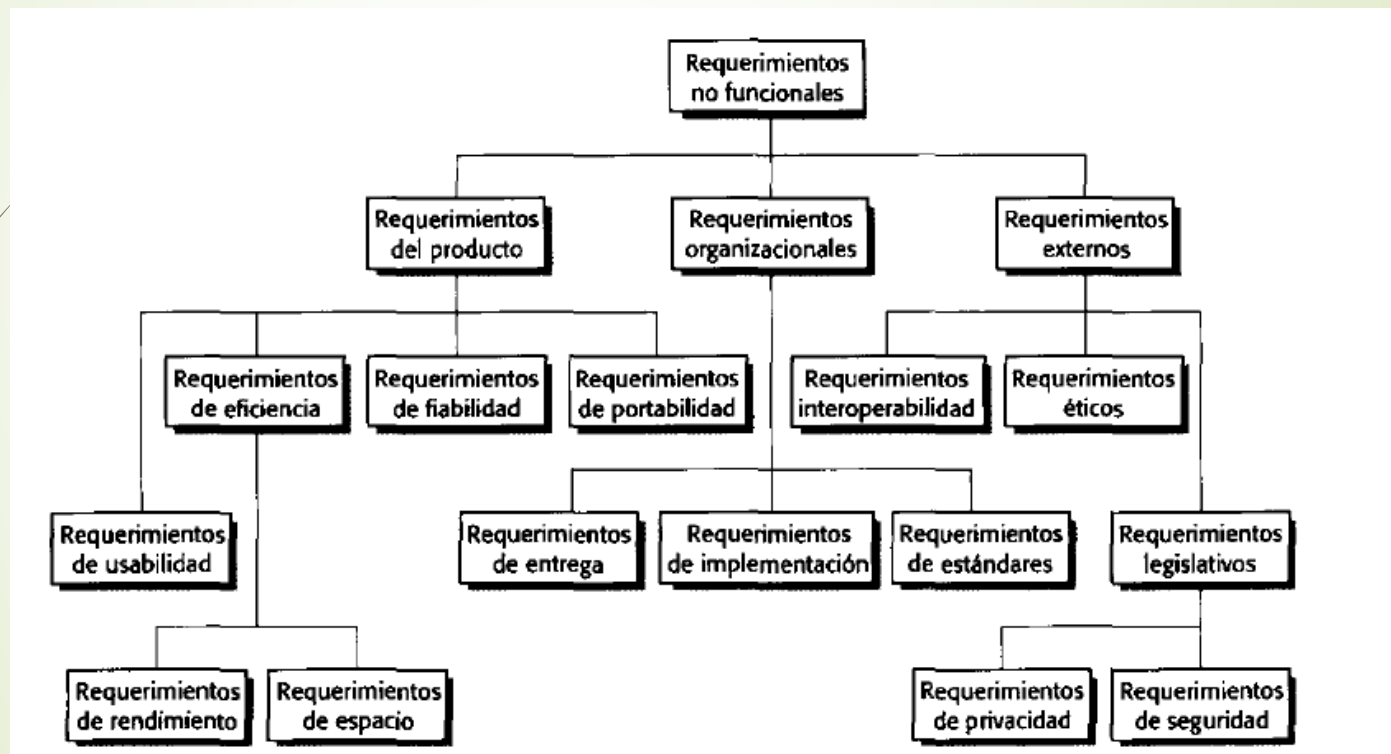 Requerimientos
no funcionales
Requerimientos
del producto
Requerimientos
organizacionales
Requerimientos
externos
Requerimientos
de eficiencia
Requerimientos
de fiabilidad
Requerimientos
de portabilidad
Requerimientos
interoperabilidad
Requerimientos
éticos
Requerimientos
de usabilidad
Requerimientos
de entrega
Requerimientos
de implementación
Requerimientos
de estándares
Requerimientos
legislativos
Requerimientos
de rendimiento
Requerimientos
de espacio
Requerimientos
de privacidad
Requerimientos
de seguridad